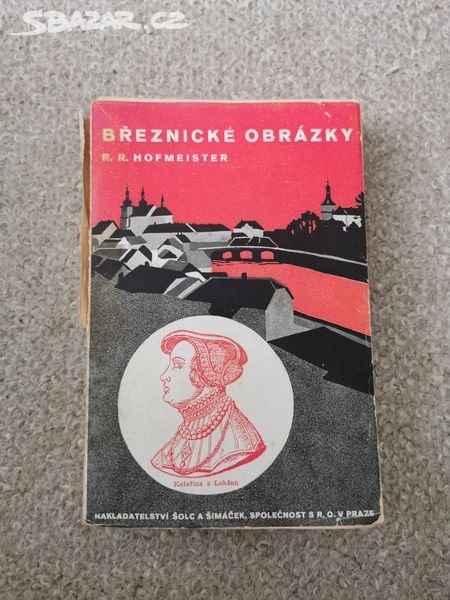 SBAZAR.CZ
BŘEZNICKÉ OBRÁZKY
R. R. HOFMEISTER
Kateřina z Lokšan
NAKLADATELSTVÍ ŠOLC A ŠIMÁČEK, SPOLEČNOST S R. O. V PRAZE